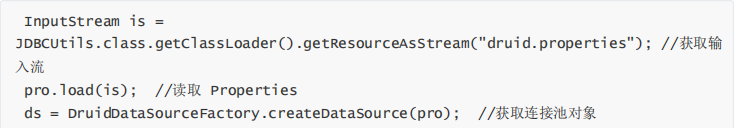 InputStream is =
JDBCUtils.class.getClassLoader().getResourceAsStream("druid.properties"); //获取输
入流
pro.load(is);  //读取 Properties
ds = DruidDataSourceFactory.createDataSource(pro);  //获取连接池对象